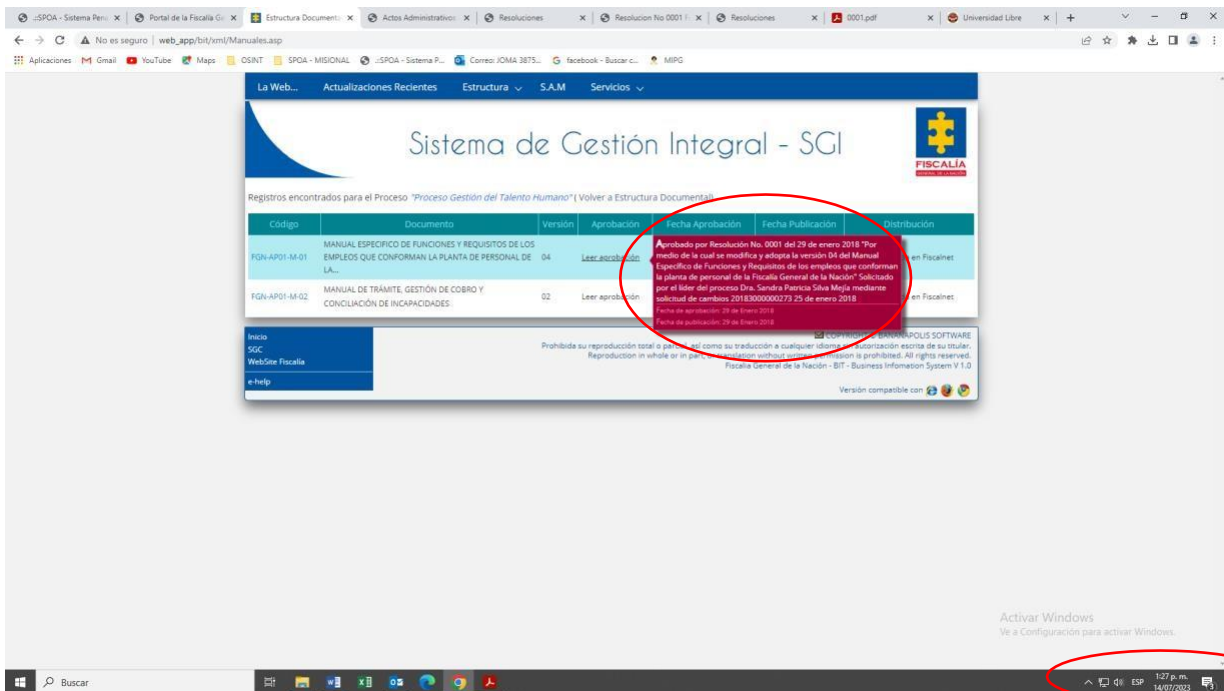 .::SPOA - Sistema Pen
Portal de la Fiscalía Ge
Estructura Document
Actos Administrativo
Resoluciones
Resolucion No 0001 F
Resoluciones
0001.pdf
Universidad Libre
No es seguro | web_app/bit/xml/Manuales.asp
Aplicaciones
Gmail
YouTube
Maps
OSINT
SPOA - MISIONAL
.::SPOA - Sistema P...
Correo: JOMA 3875...
facebook - Buscar c...
MIPG
La Web...
Actualizaciones Recientes
Estructura
S.A.M
Servicios
Sistema de Gestión Integral - SGI
FISCALÍA
Registros encontrados para el Proceso "Proceso Gestión del Talento Humano" ( Volver a Estructura Documental)
Código
Documento
Versión
Aprobación
Fecha Aprobación
Fecha Publicación
Distribución
FGN-AP01-M-01
MANUAL ESPECIFICO DE FUNCIONES Y REQUISITOS DE LOS
EMPLEOS QUE CONFORMAN LA PLANTA DE PERSONAL DE
LA...
04
Leer aprobación
Aprobado por Resolución No. 0001 del 29 de enero 2018 "Por
medio de la cual se modifica y adopta la versión 04 del Manual
Específico de Funciones y Requisitos de los empleos que conforman
la planta de personal de la Fiscalía General de la Nación" Solicitado
por el líder del proceso Dra. Sandra Patricia Silva Mejía mediante
solicitud de cambios 20183000000273 25 de enero 2018
Fecha de aprobación: 29 de Enero 2018
Fecha de publicación: 29 de Enero 2018
en Fiscalnet
FGN-AP01-M-02
MANUAL DE TRÁMITE, GESTIÓN DE COBRO Y
CONCILIACIÓN DE INCAPACIDADES
02
Leer aprobación
en Fiscalnet
Inicio
SGC
WebSite Fiscalía
e-help
COPYRIGHT © BANANAPOLIS SOFTWARE
Prohibida su reproducción total o parcial, así como su traducción a cualquier idioma sin autorización escrita de su titular.
Reproduction in whole or in part, or translation without written permission is prohibited. All rights reserved.
Fiscalía General de la Nación - BIT - Business Infomation System V 1.0
Versión compatible con
Activar Windows
Ve a Configuración para activar Windows.
Buscar
ESP
1:27 p. m.
14/07/2023